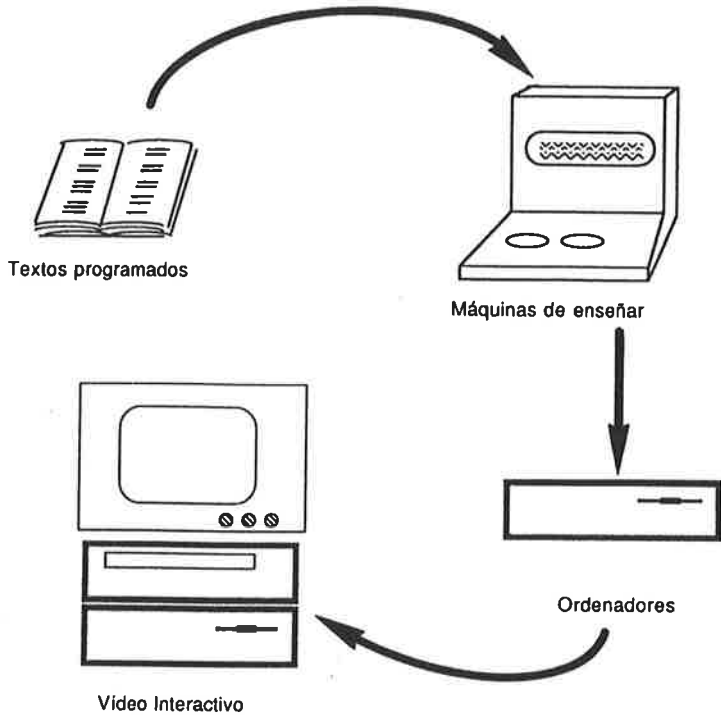 Textos programados
Máquinas de enseñar
Ordenadores
Vídeo Interactivo